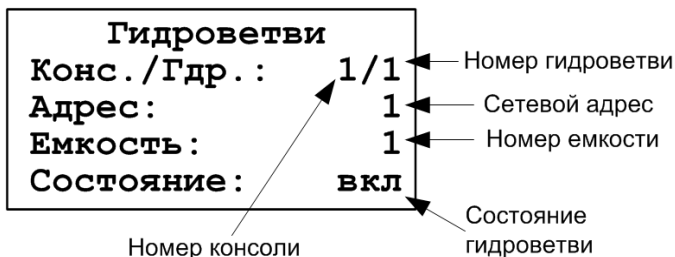 Гидроветви
Конс./Гдр.: 1/1
Адрес: 1
Емкость: 1
Состояние: вкл
Номер гидроветви
Сетевой адрес
Номер емкости
Состояние
гидроветви
Номер консоли